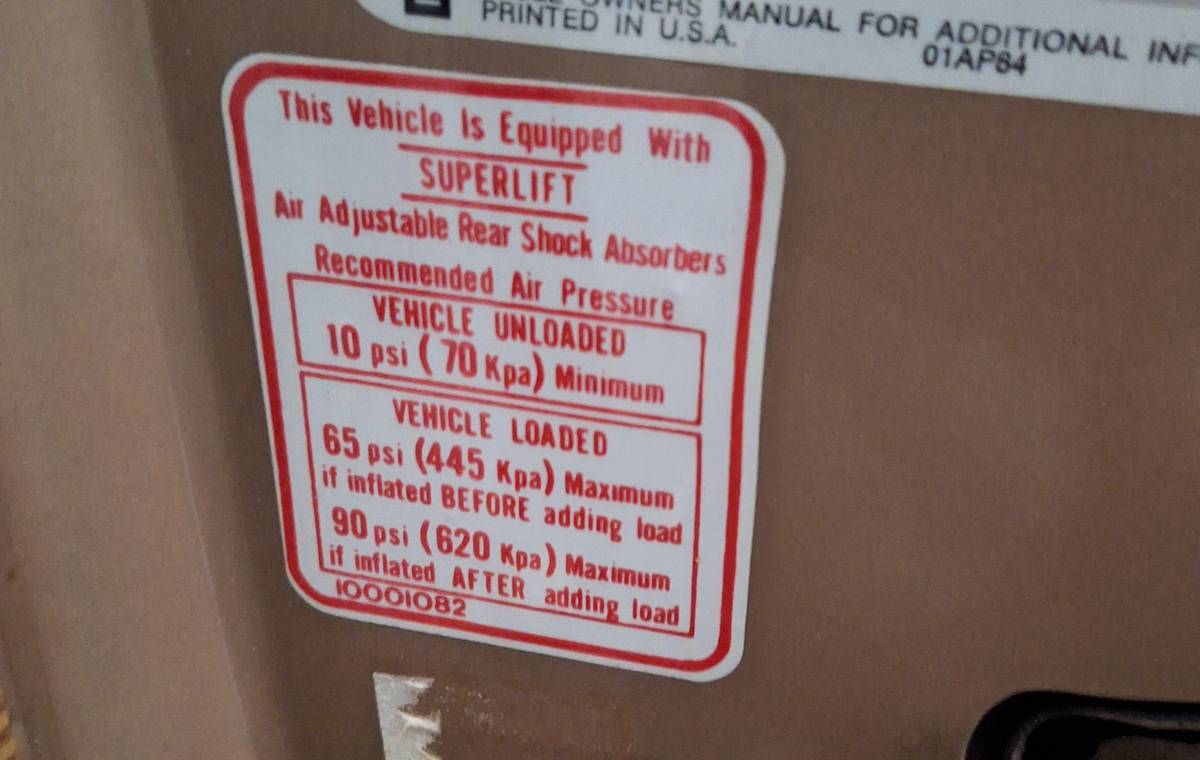 OWNERS MANUAL FOR ADDITIONAL
PRINTED IN U.S.A.
01AP84
This Vehicle Is Equipped With
SUPERLIFT
Air Adjustable Rear Shock Absorbers
Recommended Air Pressure
VEHICLE UNLOADED
10 psi (70 Kpa) Minimum
VEHICLE LOADED
65 psi (445 Kpa) Maximum
if inflated BEFORE adding load
90 psi (620 Kpa) Maximum
if inflated AFTER adding load
10001082